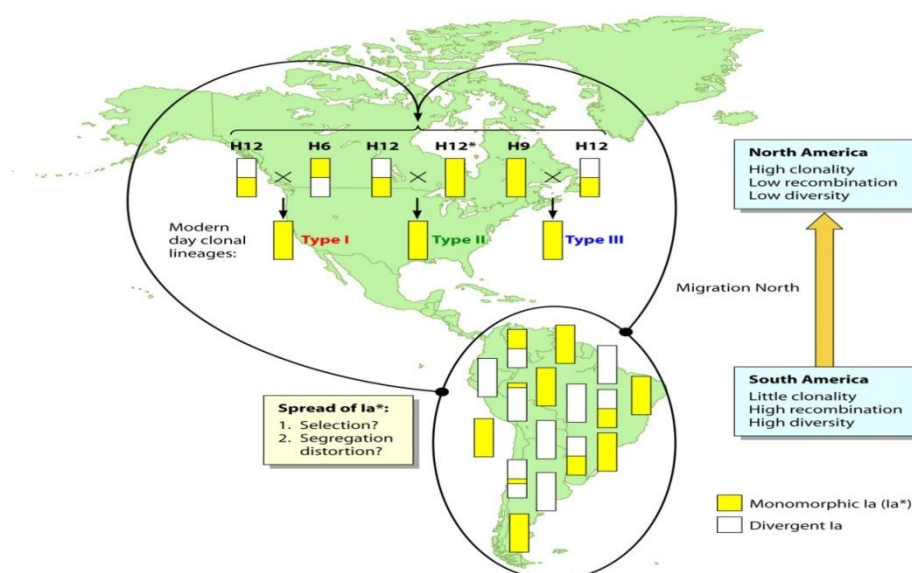 H12 H6 H12 H12* H9 H12
Modern
day clonal
lineages:
Type I
Type II
Type III
North America
High clonality
Low recombination
Low diversity
Migration North
South America
Little clonality
High recombination
High diversity
Spread of Ia*:
1. Selection?
2. Segregation
distortion?
Monomorphic Ia (Ia*)
Divergent Ia